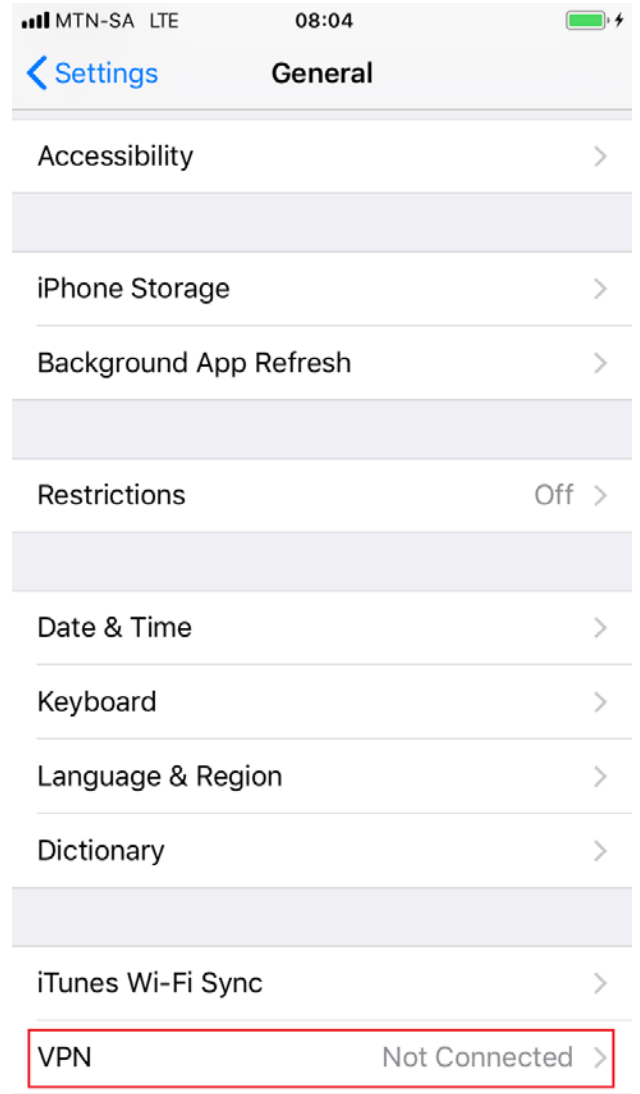 MTN-SA LTE 08:04
Settings General
Accessibility
iPhone Storage
Background App Refresh
Restrictions Off
Date & Time
Keyboard
Language & Region
Dictionary
iTunes Wi-Fi Sync
VPN Not Connected